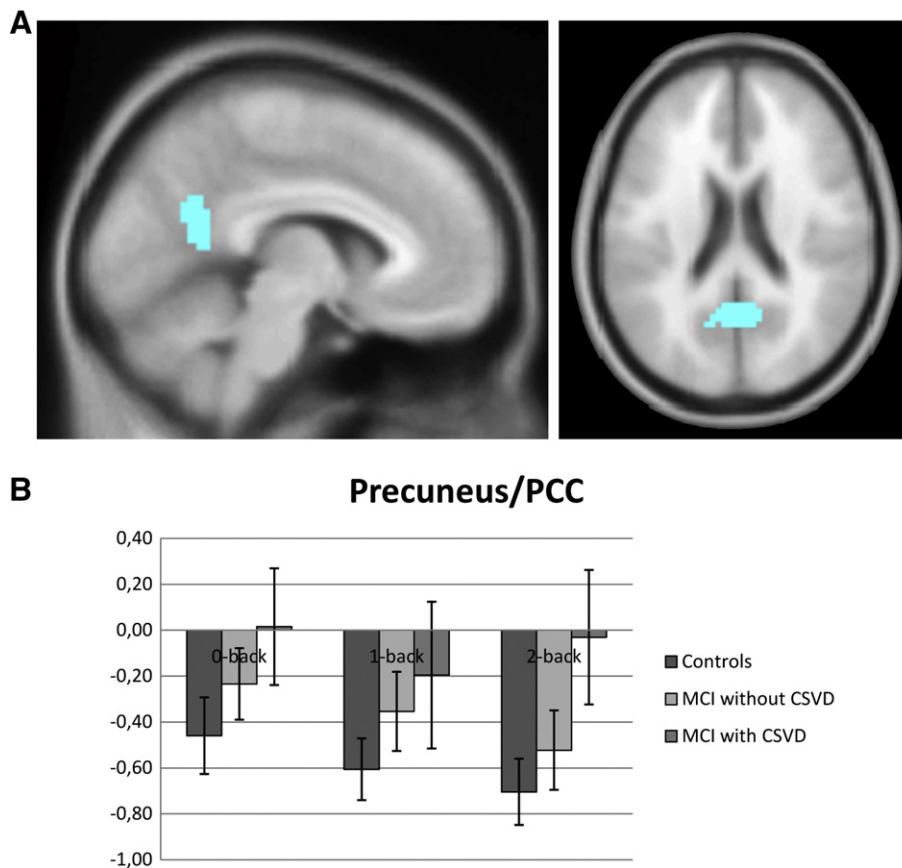 A
B
Precuneus/PCC
0,40
0,20
0,00
-0,20
-0,40
-0,60
-0,80
-1,00
0-back
1-back
2-back
Controls
MCI without CSVD
MCI with CSVD